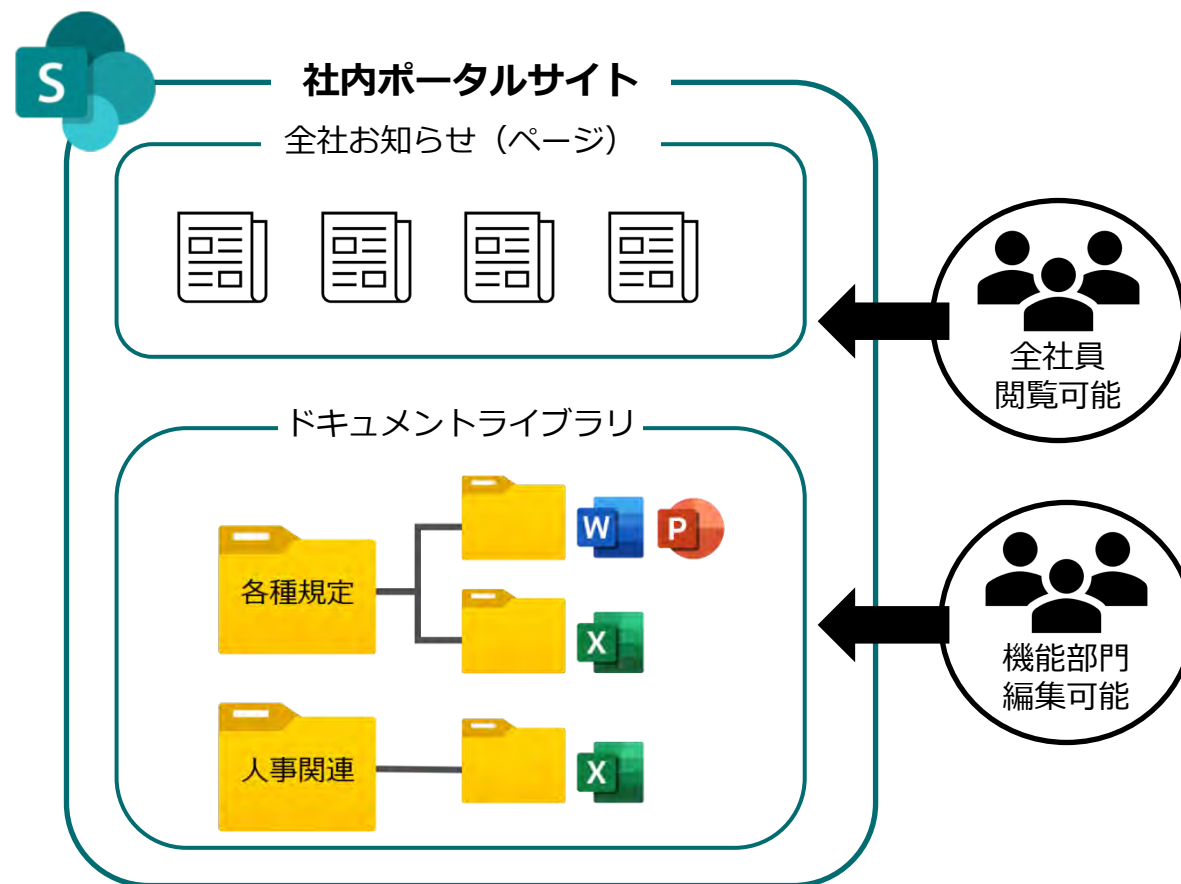 S
社内ポータルサイト
全社お知らせ（ページ）
全社員
閲覧可能
ドキュメントライブラリ
W
P
各種規定
X
機能部門
編集可能
人事関連
X